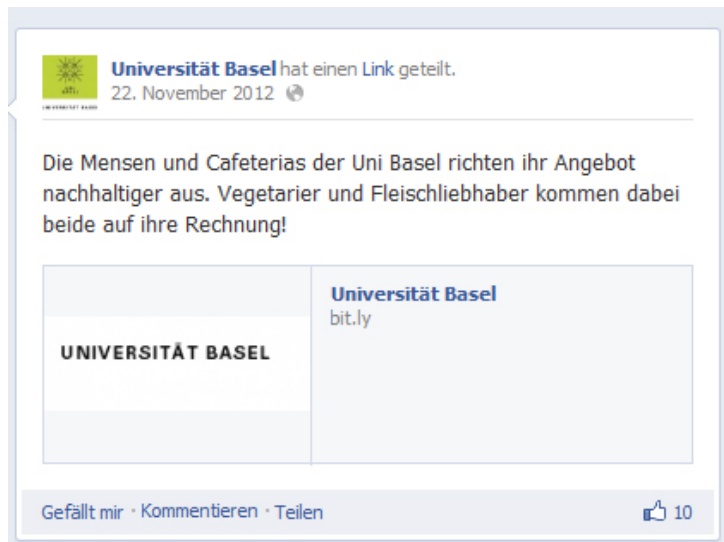 Universität Basel hat einen Link geteilt.
22. November 2012
UNIVERSITÄT BASEL
Die Mensen und Cafeterias der Uni Basel richten ihr Angebot
nachhaltiger aus. Vegetarier und Fleischliebhaber kommen dabei
beide auf ihre Rechnung!
UNIVERSITÄT BASEL
Universität Basel
bit.ly
Gefällt mir · Kommentieren · Teilen
10